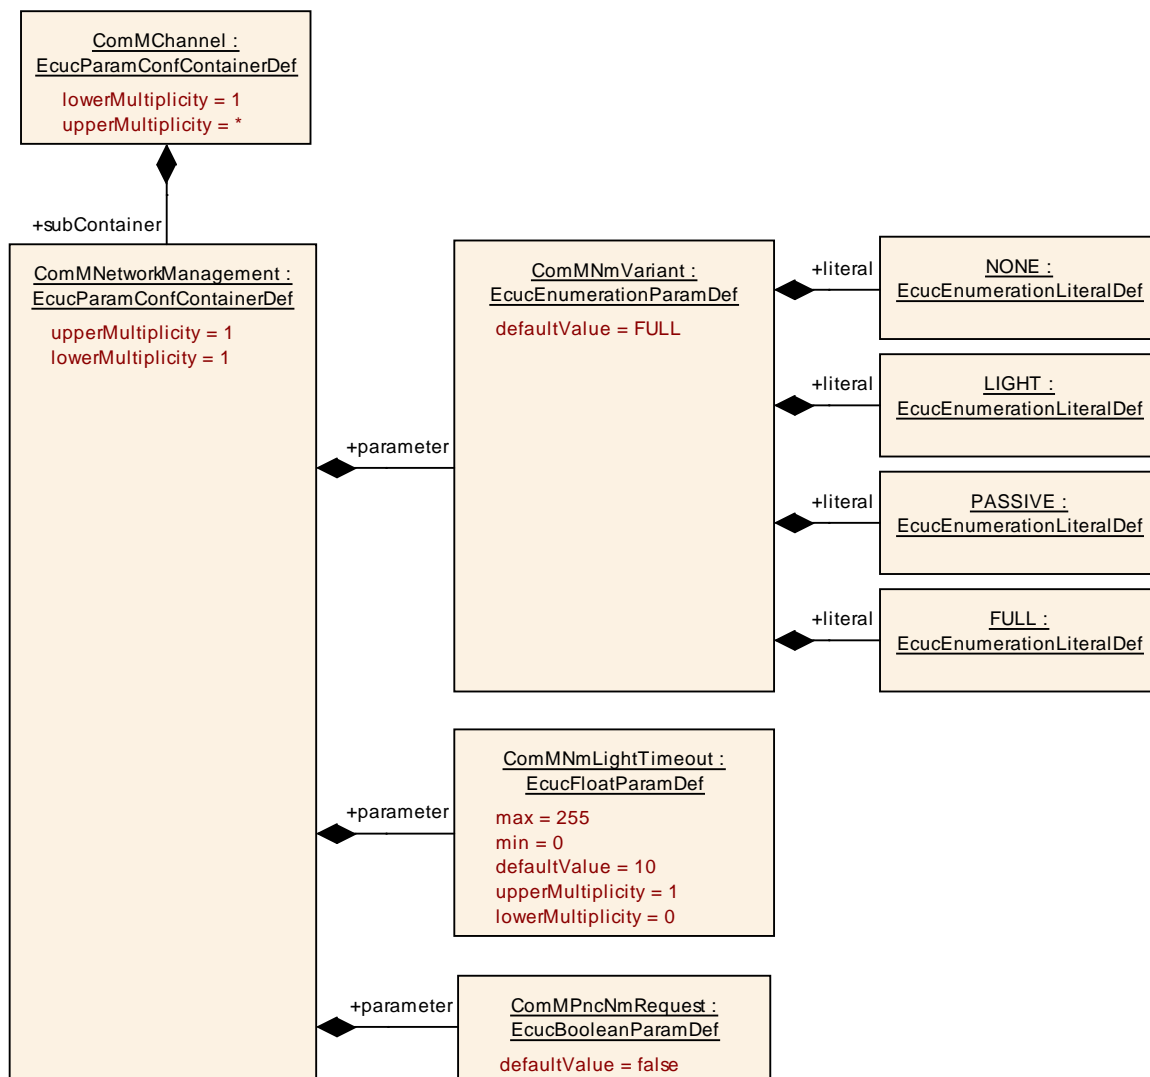 ComMChannel :
EcucParamConfContainerDef
lowerMultiplicity = 1
upperMultiplicity = *
+subContainer
ComMNetworkManagement :
EcucParamConfContainerDef
upperMultiplicity = 1
lowerMultiplicity = 1
+parameter
ComMNmVariant :
EcucEnumerationParamDef
defaultValue = FULL
+literal
NONE :
EcucEnumerationLiteralDef
+literal
LIGHT :
EcucEnumerationLiteralDef
+literal
PASSIVE :
EcucEnumerationLiteralDef
+literal
FULL :
EcucEnumerationLiteralDef
+parameter
ComMNmLightTimeout :
EcucFloatParamDef
max = 255
min = 0
defaultValue = 10
upperMultiplicity = 1
lowerMultiplicity = 0
+parameter
ComMPncNmRequest :
EcucBooleanParamDef
defaultValue = false